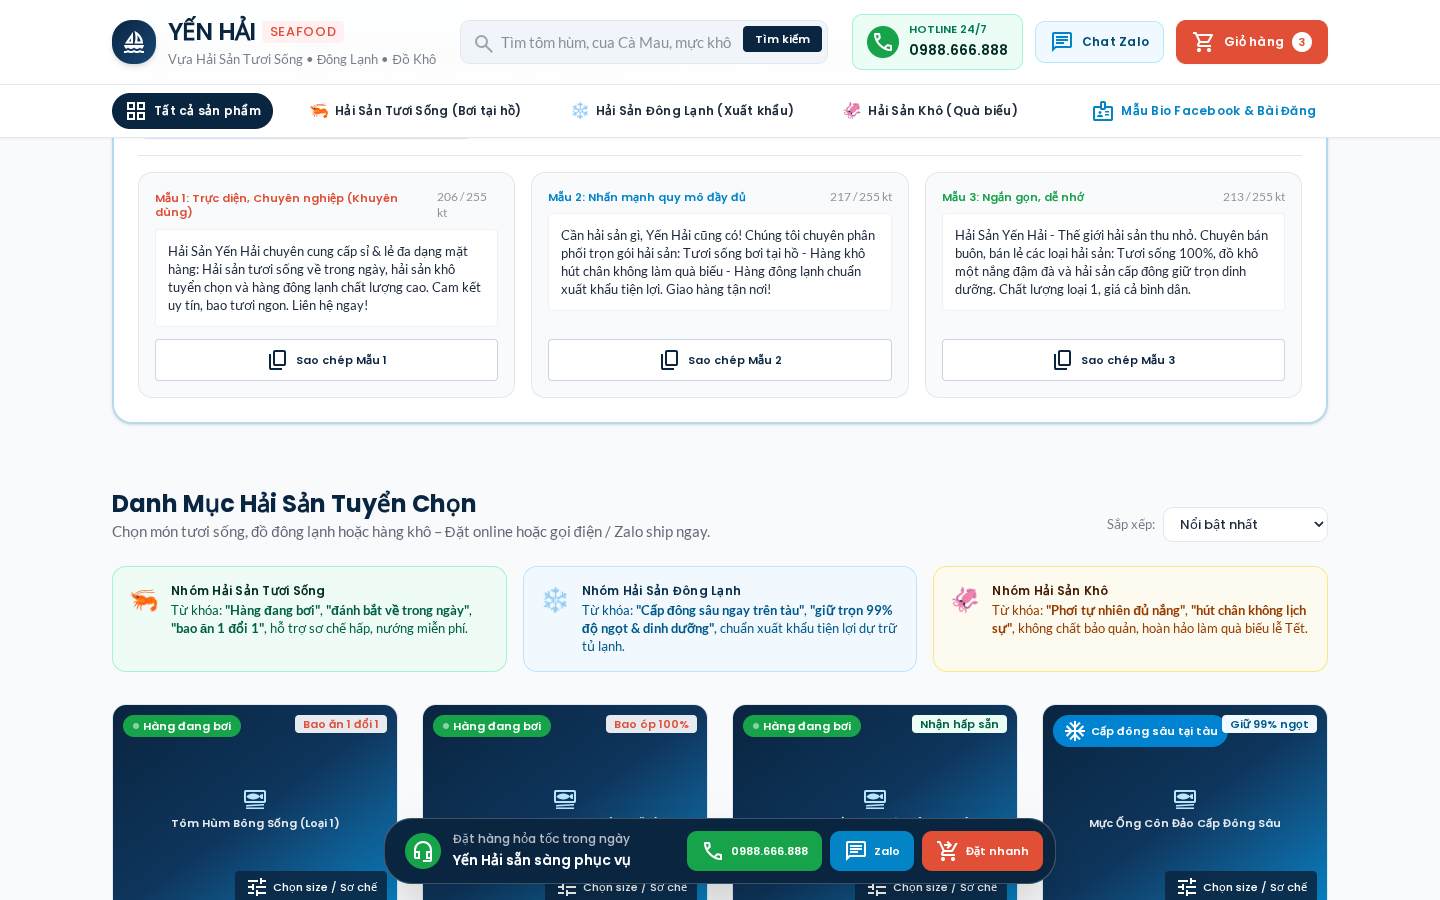 YẾN HẢI SEAFOOD
Vựa Hải Sản Tươi Sống • Đông Lạnh • Đồ Khô
Tìm tôm hùm, cua Cà Mau, mực khô
Tìm kiếm
HOTLINE 24/7
0988.666.888
Chat Zalo
Giỏ hàng 3
Tất cả sản phẩm
Hải Sản Tươi Sống (Bơi tại hồ)
Hải Sản Đông Lạnh (Xuất khẩu)
Hải Sản Khô (Quà biếu)
Mẫu Bio Facebook & Bài Đăng
Mẫu 1: Trực diện, Chuyên nghiệp (Khuyên
dùng)
206 / 255
kt
Hải Sản Yến Hải chuyên cung cấp sỉ & lẻ đa dạng mặt
hàng: Hải sản tươi sống về trong ngày, hải sản khô
tuyển chọn và hàng đông lạnh chất lượng cao. Cam kết
uy tín, bao tươi ngon. Liên hệ ngay!
Sao chép Mẫu 1
Mẫu 2: Nhấn mạnh quy mô đầy đủ
217 / 255 kt
Cần hải sản gì, Yến Hải cũng có! Chúng tôi chuyên phân
phối trọn gói hải sản: Tươi sống bơi tại hồ - Hàng khô
hút chân không làm quà biếu - Hàng đông lạnh chuẩn
xuất khẩu tiện lợi. Giao hàng tận nơi!
Sao chép Mẫu 2
Mẫu 3: Ngắn gọn, dễ nhớ
213 / 255 kt
Hải Sản Yến Hải - Thế giới hải sản thu nhỏ. Chuyên bán
buôn, bán lẻ các loại hải sản: Tươi sống 100%, đồ khô
một nắng đậm đà và hải sản cấp đông giữ trọn dinh
dưỡng. Chất lượng loại 1, giá cả bình dân.
Sao chép Mẫu 3
Danh Mục Hải Sản Tuyển Chọn
Chọn món tươi sống, đồ đông lạnh hoặc hàng khô – Đặt online hoặc gọi điện / Zalo ship ngay.
Sắp xếp:
Nổi bật nhất
Nhóm Hải Sản Tươi Sống
Từ khóa: "Hàng đang bơi", "đánh bắt về trong ngày",
"bao ăn 1 đổi 1", hỗ trợ sơ chế hấp, nướng miễn phí.
Nhóm Hải Sản Đông Lạnh
Từ khóa: "Cấp đông sâu ngay trên tàu", "giữ trọn 99%
độ ngọt & dinh dưỡng", chuẩn xuất khẩu tiện lợi dự trữ
tủ lạnh.
Nhóm Hải Sản Khô
Từ khóa: "Phơi tự nhiên đủ nắng", "hút chân không lịch
sự", không chất bảo quản, hoàn hảo làm quà biếu lễ Tết.
Hàng đang bơi
Bao ăn 1 đổi 1
Tôm Hùm Bông Sống (Loại 1)
Chọn size / Sơ chế
Hàng đang bơi
Bao óp 100%
Chọn size / Sơ chế
Hàng đang bơi
Nhận hấp sẵn
Chọn size / Sơ chế
Cấp đông sâu tại tàu
Giữ 99% ngọt
Mực Ống Côn Đảo Cấp Đông Sâu
Chọn size / Sơ chế
Đặt hàng hỏa tốc trong ngày
Yến Hải sẵn sàng phục vụ
0988.666.888
Zalo
Đặt nhanh